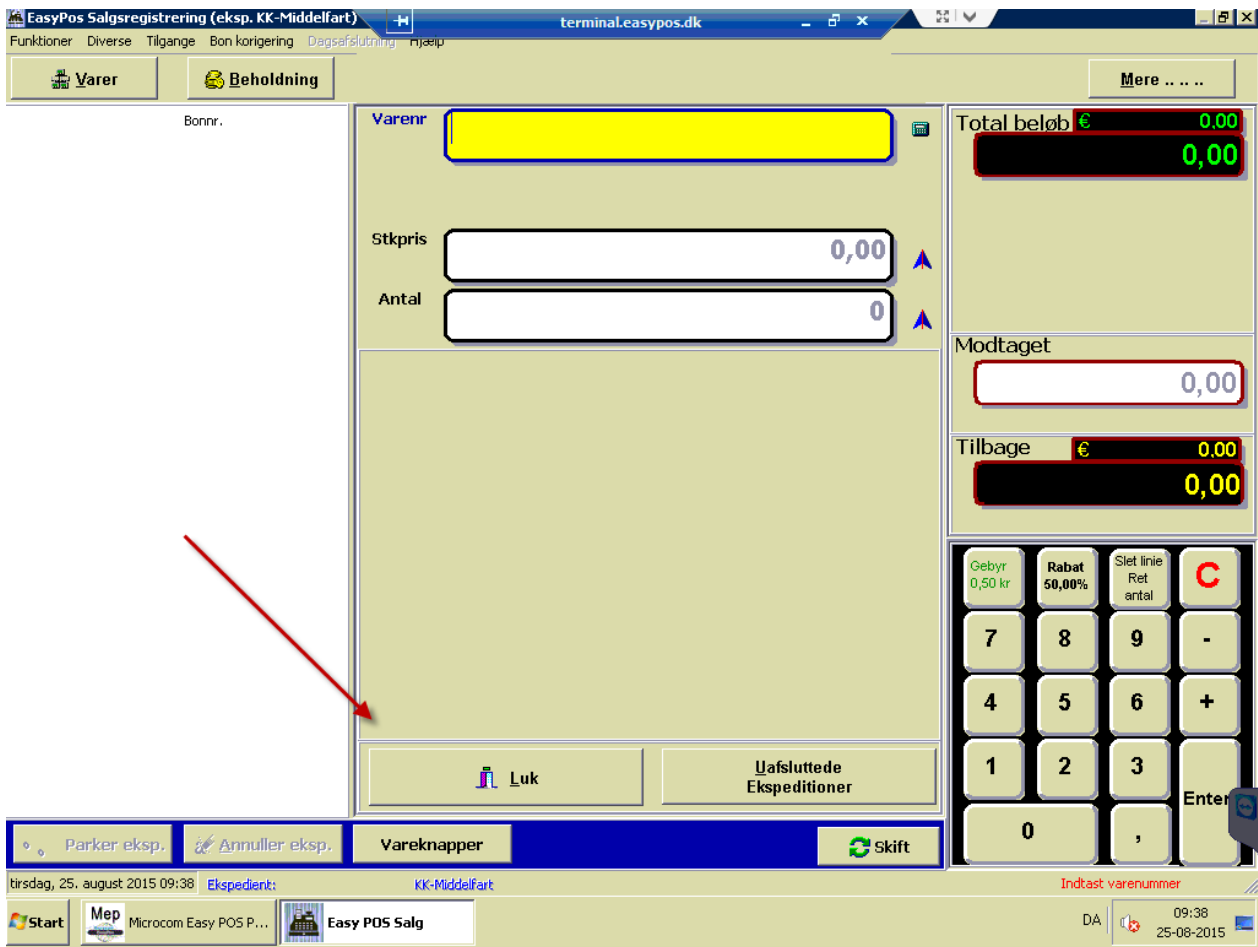 EasyPos Salgsregistrering (eksp. KK-Middelfart)
terminal.easypos.dk
Funktioner Diverse Tilgange Bon korigering Dagsafslutning Hjælp
Varer
Beholdning
Mere .. .. ..
Bonnr.
Varenr
Total beløb € 0,00
0,00
Stkpris 0,00
Antal 0
Modtaget
0,00
Tilbage € 0,00
0,00
Gebyr
0,50 kr
Rabat
50,00%
Slet linie
Ret
antal
C
7 8 9 -
4 5 6 +
1 2 3
Enter
0 ,
Luk
Uafsluttede
Ekspeditioner
Parker eksp.
Annuller eksp.
Vareknapper
Skift
tirsdag, 25. august 2015 09:38 Ekspedient: KK-Middelfart
Indtast varenummer
Start
Mep
Microcom Easy POS P...
Easy POS Salg
DA
09:38
25-08-2015